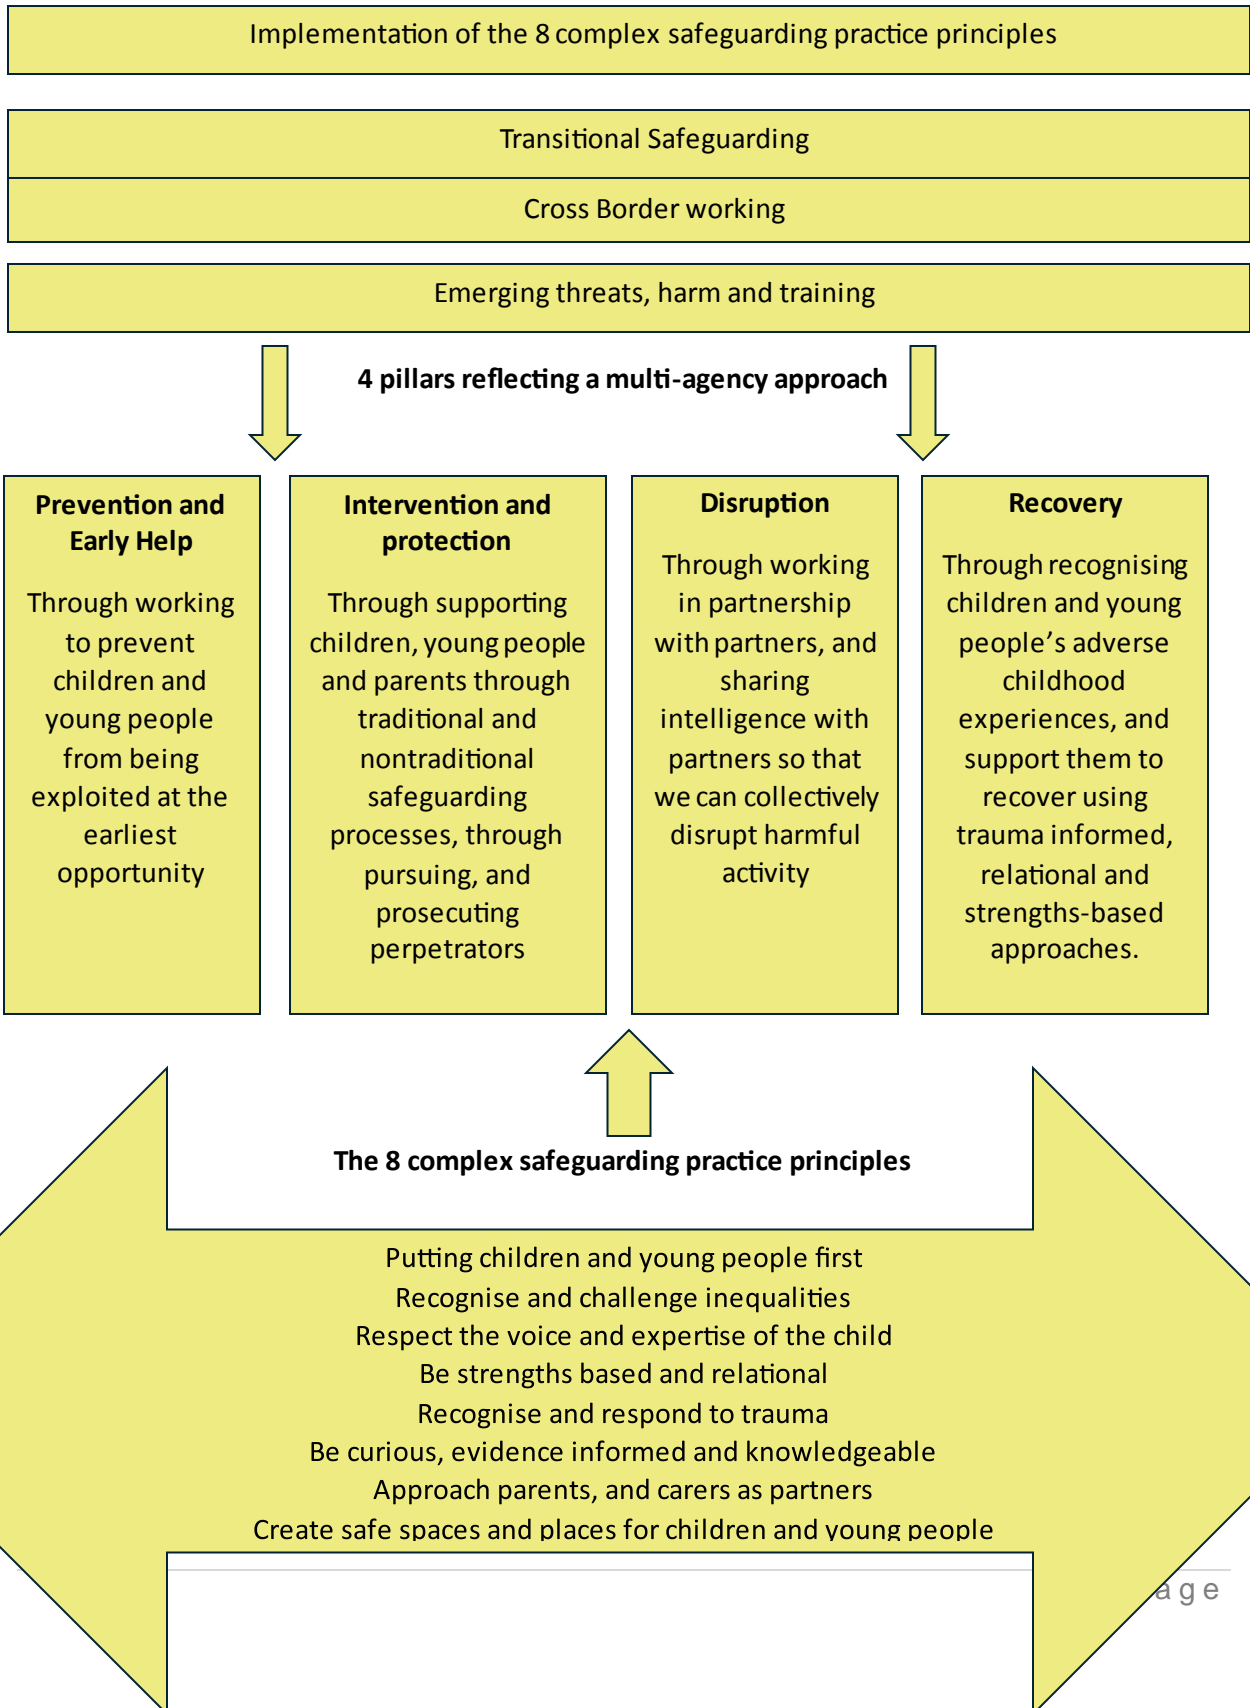 Implementation of the 8 complex safeguarding practice principles
Transitional Safeguarding
Cross Border working
Emerging threats, harm and training
4 pillars reflecting a multi-agency approach
Prevention and
Early Help
Through working
to prevent
children and
young people
from being
exploited at the
earliest
opportunity
Intervention and
protection
Through supporting
children, young people
and parents through
traditional and
nontraditional
safeguarding
processes, through
pursuing, and
prosecuting
perpetrators
Disruption
Through working
in partnership
with partners, and
sharing
intelligence with
partners so that
we can collectively
disrupt harmful
activity
Recovery
Through recognising
children and young
people’s adverse
childhood
experiences, and
support them to
recover using
trauma informed,
relational and
strengths-based
approaches.
The 8 complex safeguarding practice principles
Putting children and young people first
Recognise and challenge inequalities
Respect the voice and expertise of the child
Be strengths based and relational
Recognise and respond to trauma
Be curious, evidence informed and knowledgeable
Approach parents, and carers as partners
Create safe spaces and places for children and young people